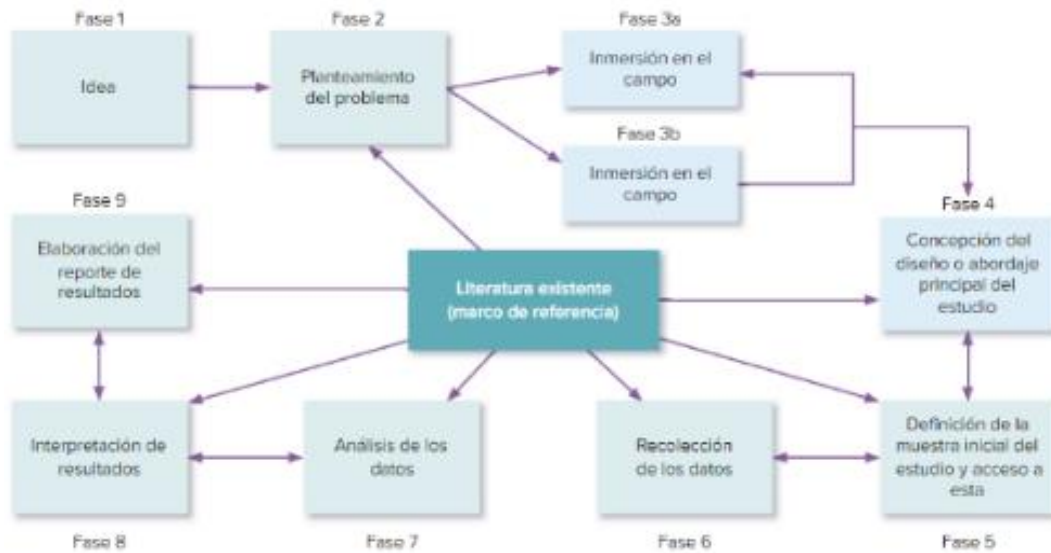 Fase 1
Idea
Fase 2
Planteamiento
del problema
Fase 3a
Inmersión en el
campo
Fase 3b
Inmersión en el
campo
Fase 4
Concepción del
diseño o abordaje
principal del
estudio
Fase 9
Elaboración del
reporte de
resultados
Literatura existente
(marco de referencia)
Interpretación de
resultados
Fase 8
Análisis de los
datos
Fase 7
Recolección
de los datos
Fase 6
Definición de la
muestra inicial del
estudio y acceso a
esta
Fase 5